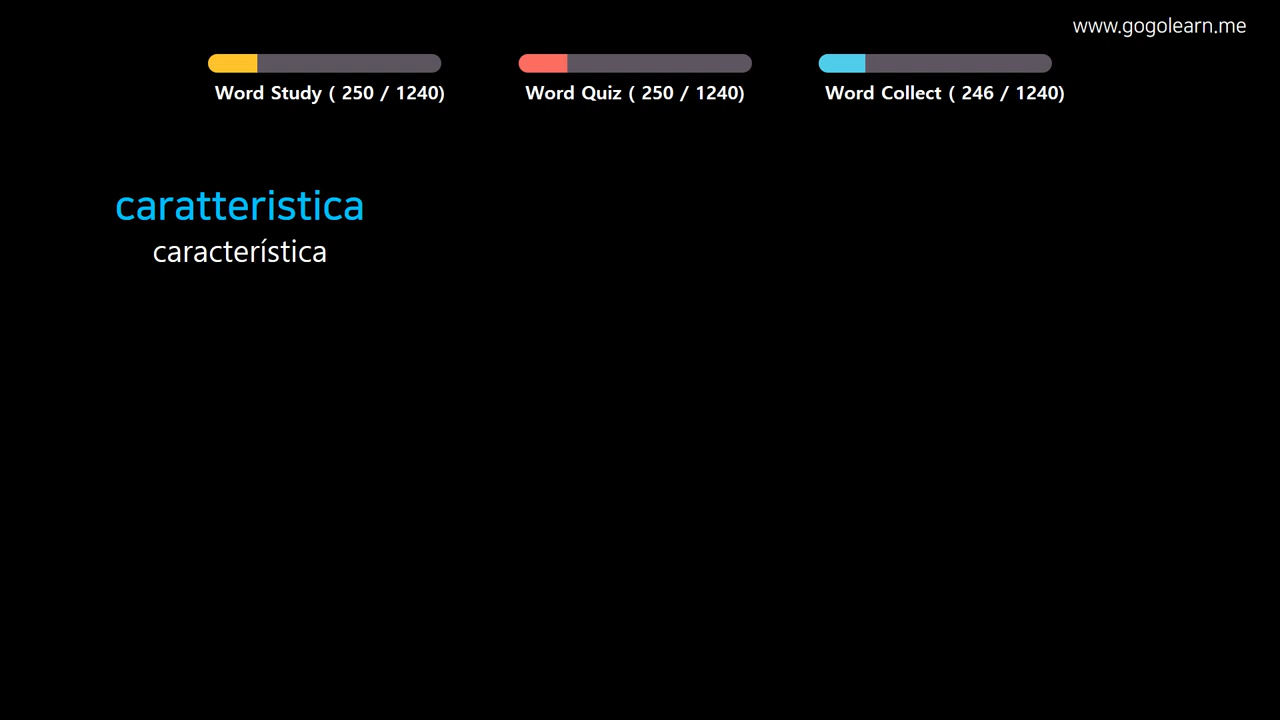 www.gogolearn.me
Word Study ( 250 / 1240)
Word Quiz ( 250 / 1240)
Word Collect ( 246 / 1240)
caratteristica
característica